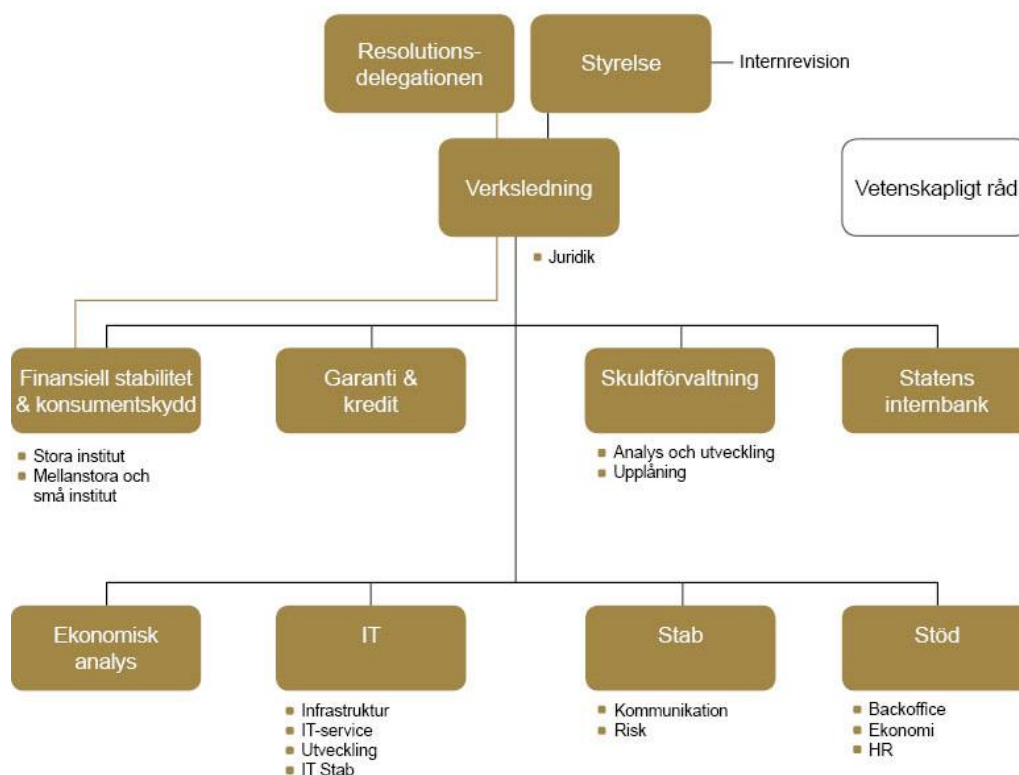 Resolutions-
delegationen
Styrelse
Internrevision
Verksledning
Vetenskapligt råd
Juridik
Finansiell stabilitet
& konsumentskydd
Garanti &
kredit
Skuldförvaltning
Statens
internbank
Stora institut
Mellanstora och
små institut
Analys och utveckling
Upplåning
Ekonomisk
analys
IT
Stab
Stöd
Infrastruktur
IT-service
Utveckling
IT Stab
Kommunikation
Risk
Backoffice
Ekonomi
HR